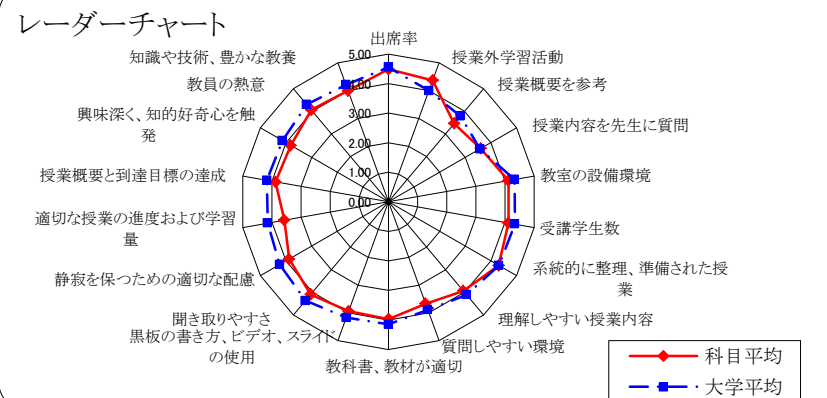 レーダーチャート
出席率
授業外学習活動
授業概要を参考
授業内容を先生に質問
教室の設備環境
受講学生数
系統的に整理、準備された授
業
理解しやすい授業内容
質問しやすい環境
教科書、教材が適切
黒板の書き方、ビデオ、スライド
の使用
聞き取りやすさ
静寂を保つための適切な配慮
適切な授業の進度および学習
量
授業概要と到達目標の達成
興味深く、知的好奇心を触
発
教員の熱意
知識や技術、豊かな教養
5.00
4.00
3.00
2.00
1.00
0.00
科目平均
大学平均